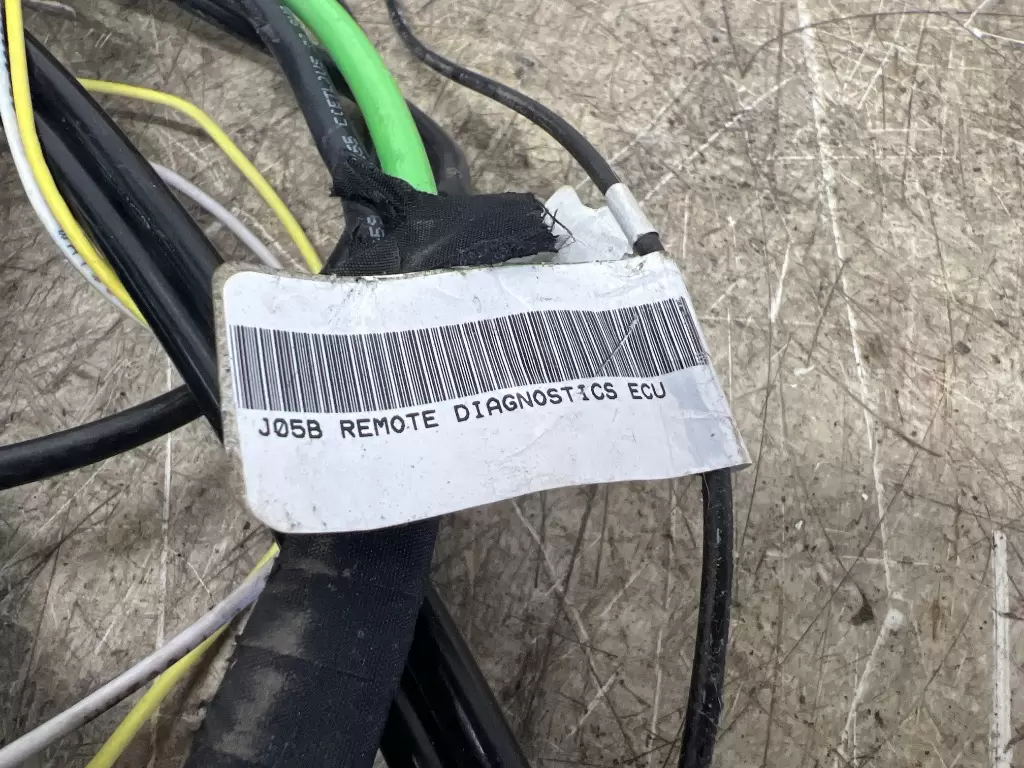 J05B REMOTE DIAGNOSTICS ECU